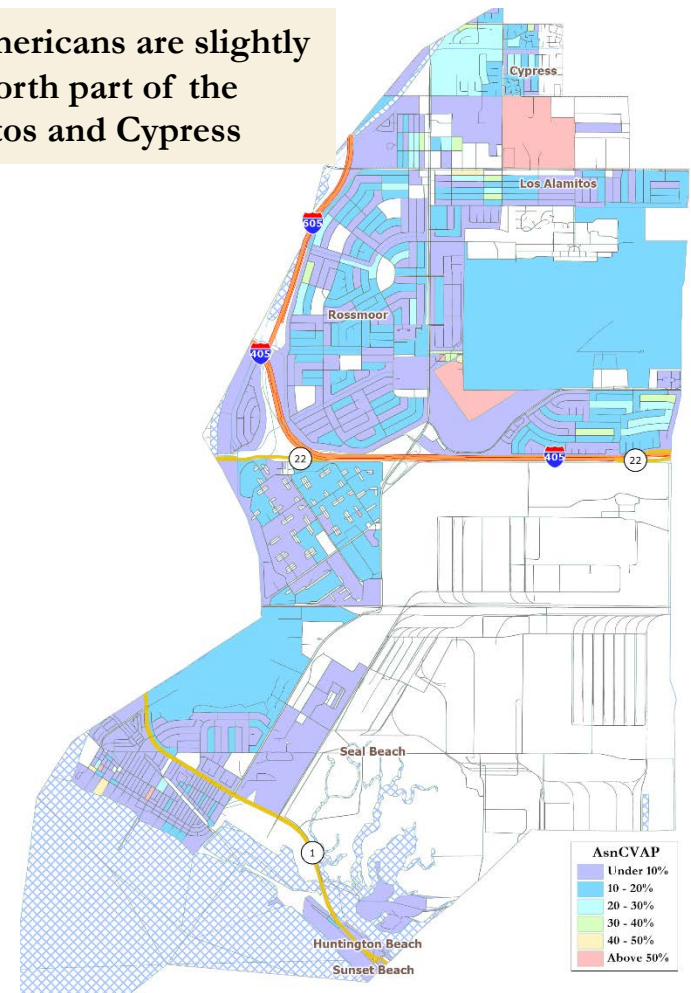 mericans are slightly
orth part of the
tos and Cypress
Cypress
Los Alamitos
605
Rossmoor
405
22
405
22
Seal Beach
1
AsnCVAP
Under 10%
10 - 20%
20 - 30%
30 - 40%
40 - 50%
Above 50%
Huntington Beach
Sunset Beach